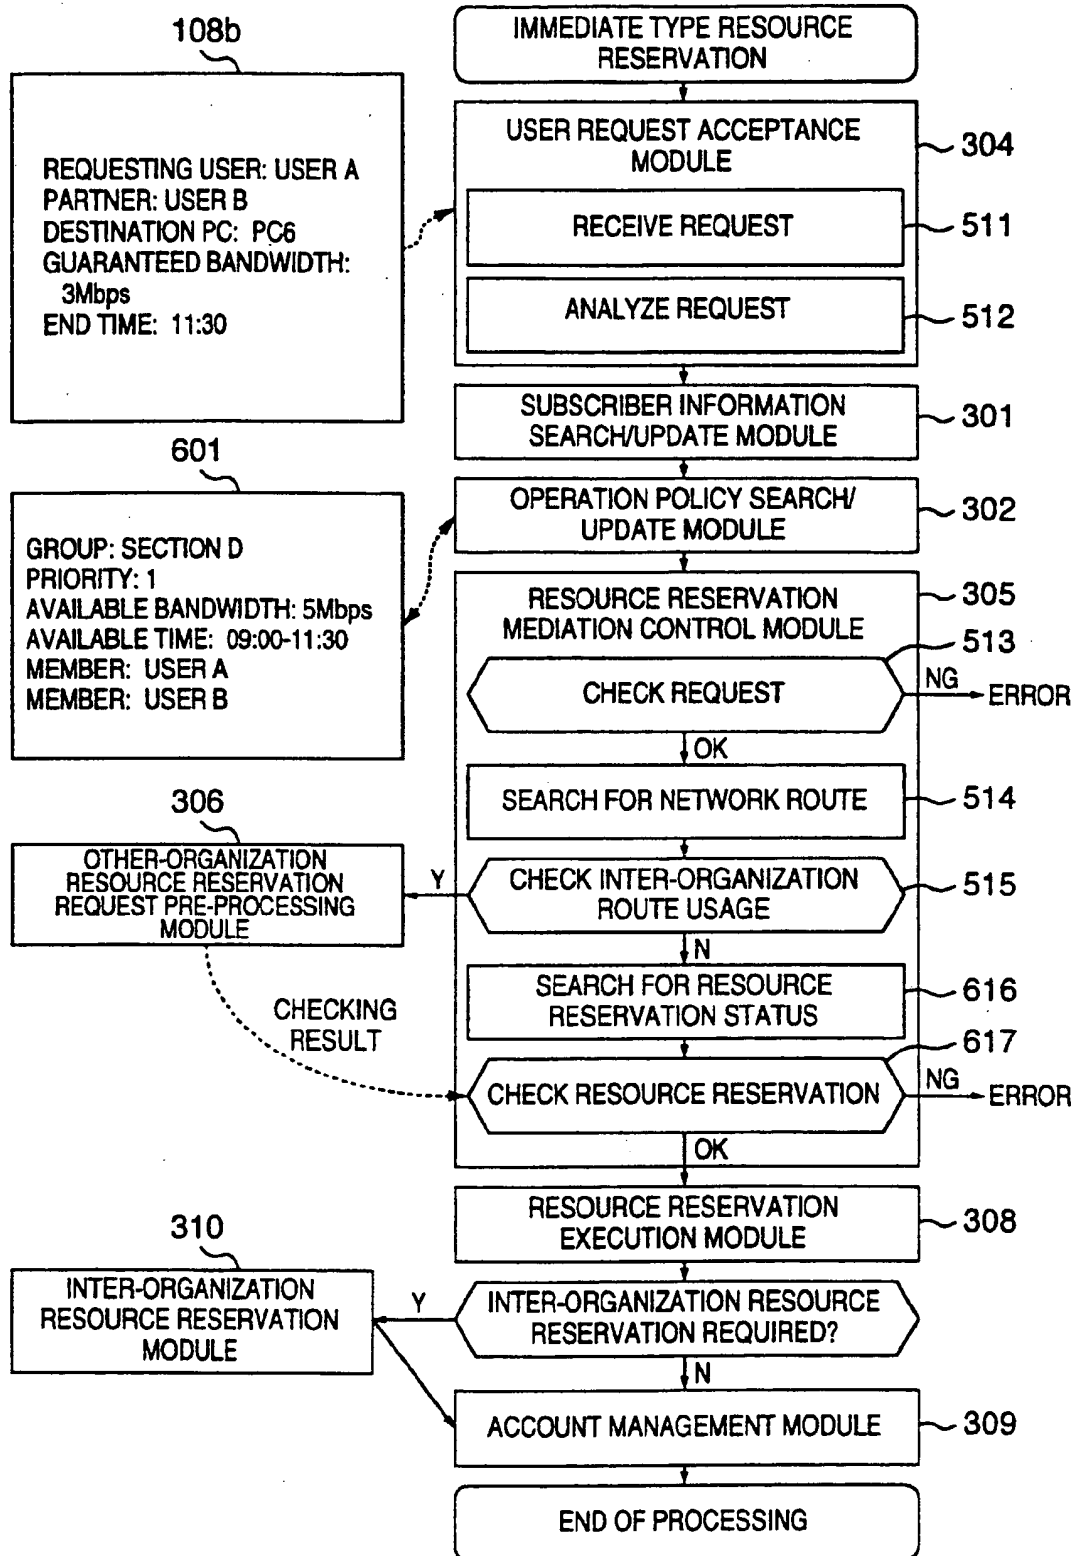 IMMEDIATE TYPE RESOURCE
RESERVATION
108b
REQUESTING USER: USER A
PARTNER: USER B
DESTINATION PC: PC6
GUARANTEED BANDWIDTH:
3Mbps
END TIME: 11:30
USER REQUEST ACCEPTANCE
MODULE
304
RECEIVE REQUEST
511
ANALYZE REQUEST
512
SUBSCRIBER INFORMATION
SEARCH/UPDATE MODULE
301
601
GROUP: SECTION D
PRIORITY: 1
AVAILABLE BANDWIDTH: 5Mbps
AVAILABLE TIME: 09:00-11:30
MEMBER: USER A
MEMBER: USER B
OPERATION POLICY SEARCH/
UPDATE MODULE
302
RESOURCE RESERVATION
MEDIATION CONTROL MODULE
305
513
CHECK REQUEST
NG
ERROR
OK
SEARCH FOR NETWORK ROUTE
514
306
OTHER-ORGANIZATION
RESOURCE RESERVATION
REQUEST PRE-PROCESSING
MODULE
Y
CHECK INTER-ORGANIZATION
ROUTE USAGE
515
N
SEARCH FOR RESOURCE
RESERVATION STATUS
616
CHECKING
RESULT
617
CHECK RESOURCE RESERVATION
NG
ERROR
OK
RESOURCE RESERVATION
EXECUTION MODULE
308
310
INTER-ORGANIZATION
RESOURCE RESERVATION
MODULE
Y
INTER-ORGANIZATION RESOURCE
RESERVATION REQUIRED?
N
ACCOUNT MANAGEMENT MODULE
309
END OF PROCESSING